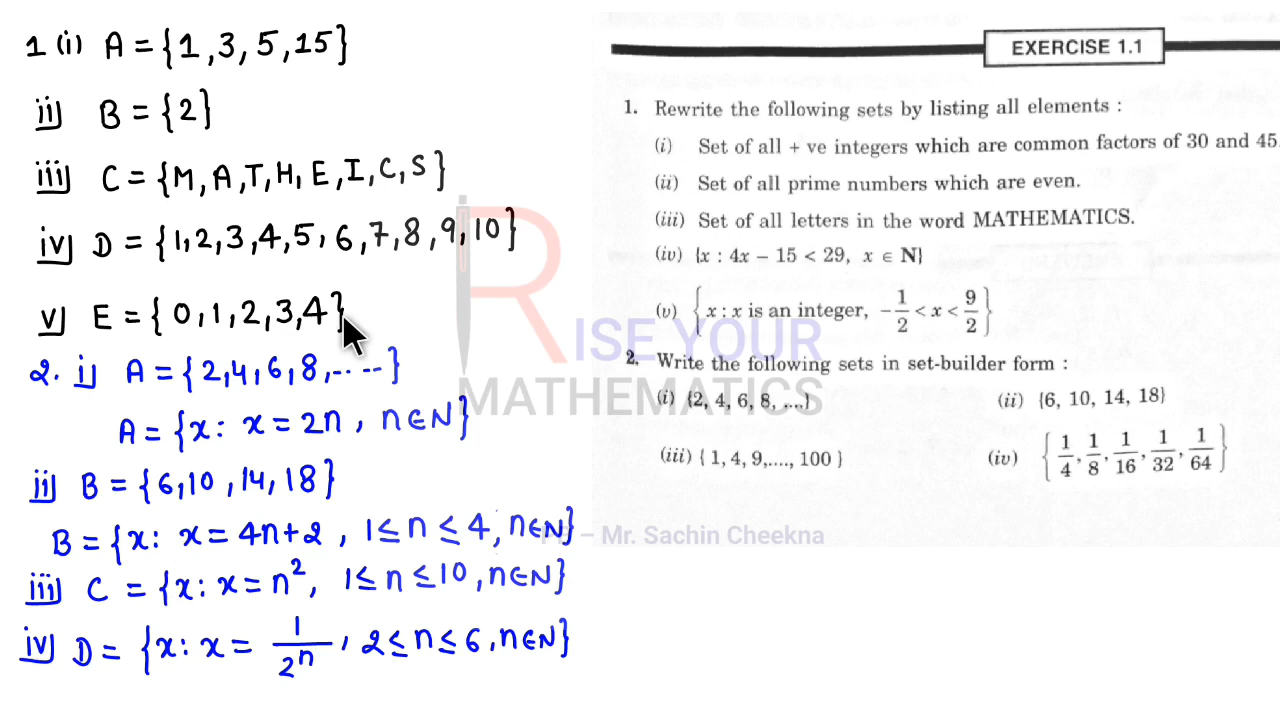 1 (i) A = {1, 3, 5, 15}
ii) B = {2}
iii) C = {M, A, T, H, E, I, C, S}
iv) D = {1, 2, 3, 4, 5, 6, 7, 8, 9, 10}
v) E = {0, 1, 2, 3, 4}
2. i) A = {2, 4, 6, 8, .....}
A = {x : x = 2n, n ∈ N}
ii) B = {6, 10, 14, 18}
B = {x : x = 4n+2, 1 ≤ n ≤ 4, n ∈ N}
iii) C = {x : x = n², 1 ≤ n ≤ 10, n ∈ N}
iv) D = {x : x = 1/2ⁿ, 2 ≤ n ≤ 6, n ∈ N}
EXERCISE 1.1
1. Rewrite the following sets by listing all elements :
(i) Set of all + ve integers which are common factors of 30 and 45.
(ii) Set of all prime numbers which are even.
(iii) Set of all letters in the word MATHEMATICS.
(iv) {x : 4x − 15 < 29, x ∈ N}
(v) {x : x is an integer, −1/2 < x < 9/2}
2. Write the following sets in set-builder form :
(i) {2, 4, 6, 8, ....} (ii) {6, 10, 14, 18}
(iii) { 1, 4, 9,...., 100 } (iv) {1/4, 1/8, 1/16, 1/32, 1/64}
RISE YOUR
MATHEMATICS
– Mr. Sachin Cheekna